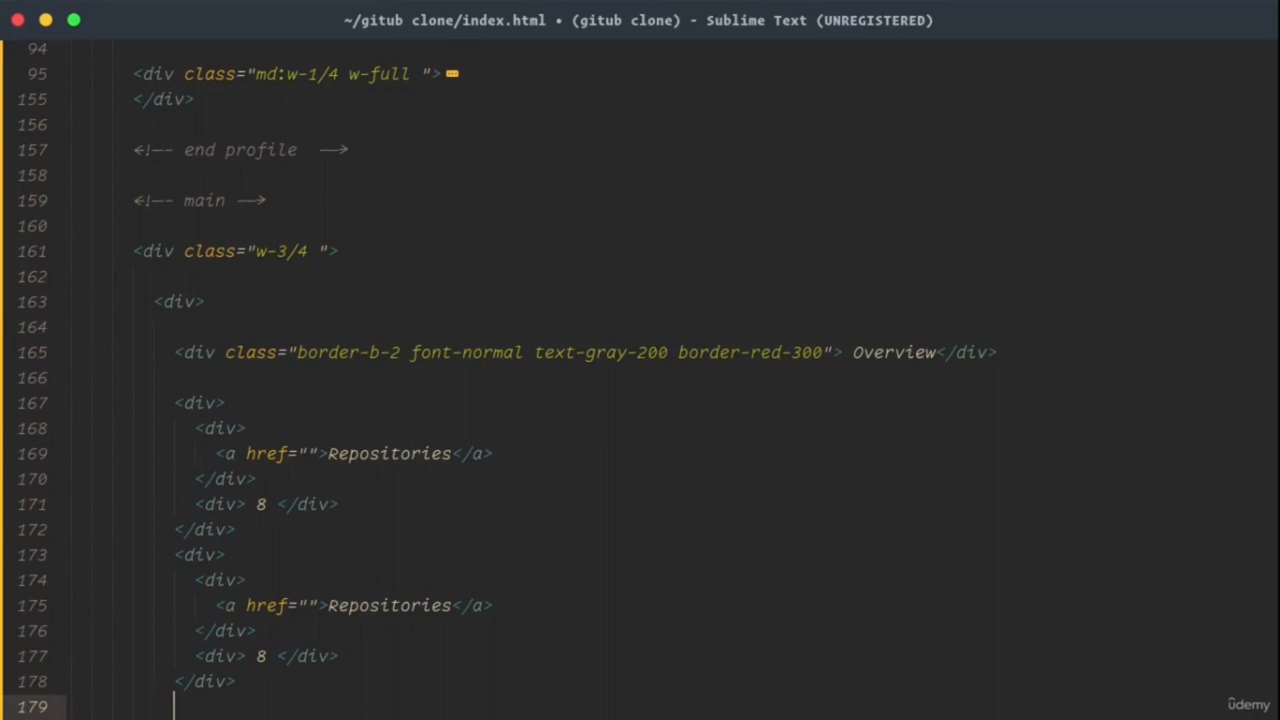 ~/gitub clone/index.html • (gitub clone) - Sublime Text (UNREGISTERED)
94
95 <div class="md:w-1/4 w-full ">
155 </div>
156
157 <!-- end profile  -->
158
159 <!-- main -->
160
161 <div class="w-3/4 ">
162
163 <div>
164
165 <div class="border-b-2 font-normal text-gray-200 border-red-300"> Overview</div>
166
167 <div>
168 <div>
169 <a href="">Repositories</a>
170 </div>
171 <div> 8 </div>
172 </div>
173 <div>
174 <div>
175 <a href="">Repositories</a>
176 </div>
177 <div> 8 </div>
178 </div>
179
ûdemy